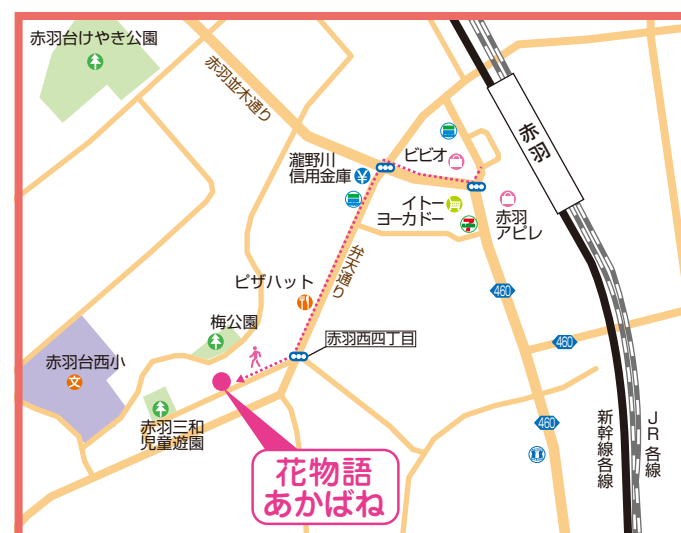 赤羽台けやき公園
赤羽並木通り
赤羽
ビビオ
瀧野川
信用金庫
イトー
ヨーカドー
赤羽
アピレ
弁天通り
ピザハット
460
梅公園
赤羽西四丁目
460
赤羽台西小
文
赤羽三和
児童遊園
460
花物語
あかばね
新幹線各線
JR各線